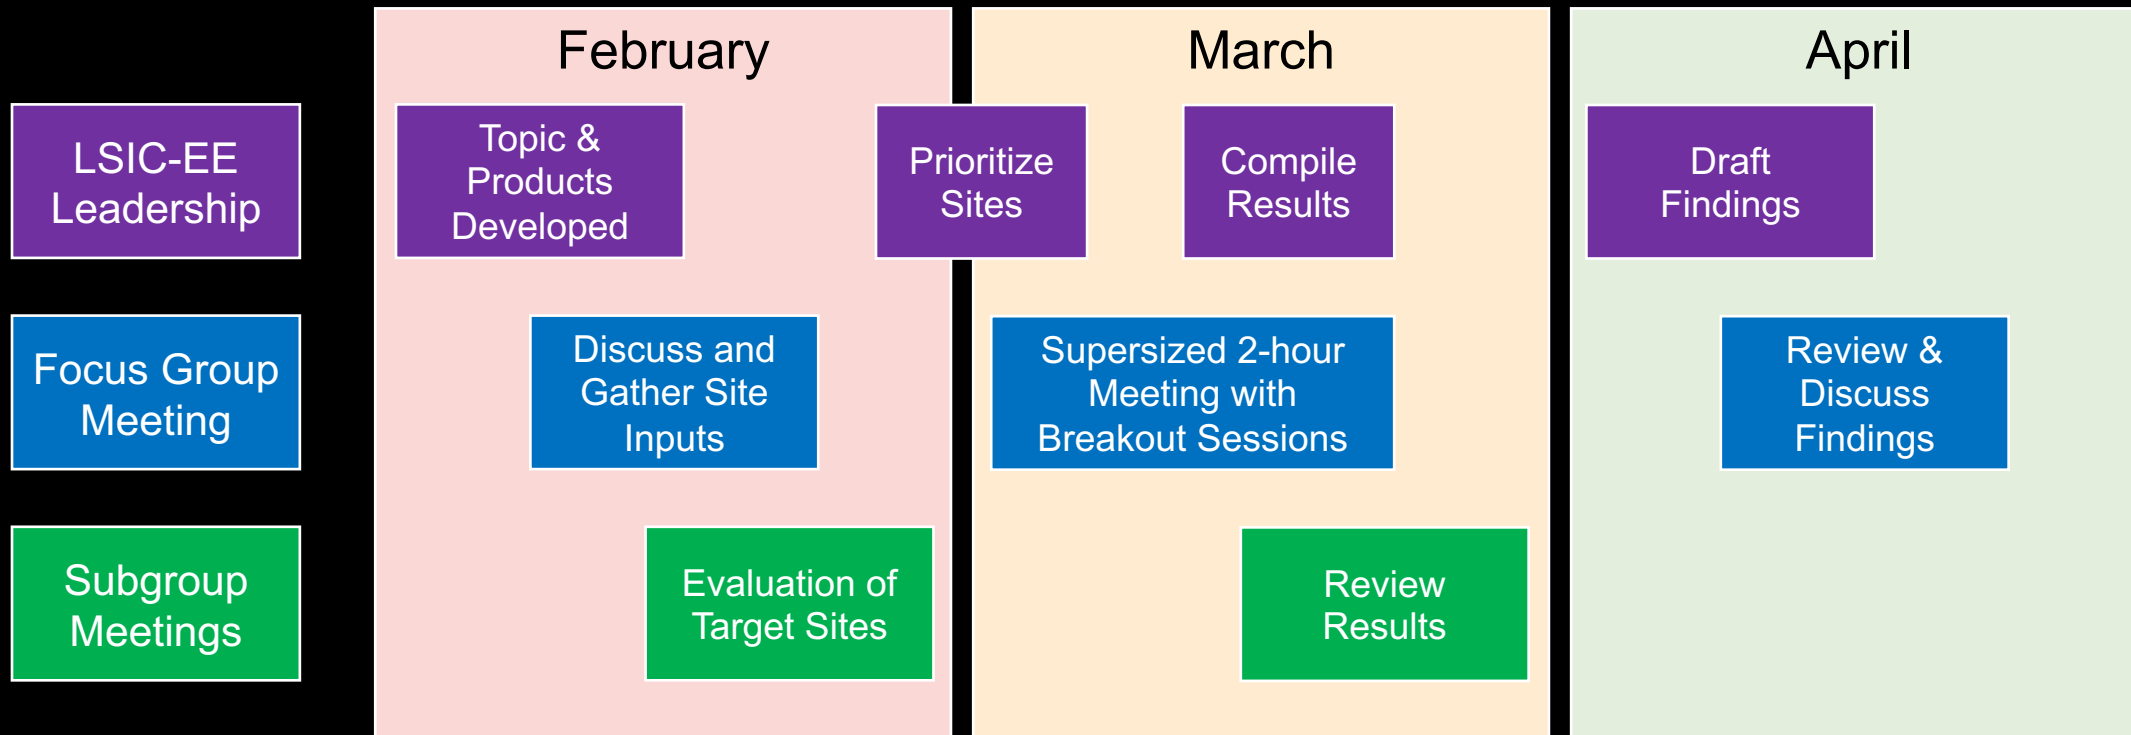 February
March
April
LSIC-EE
Leadership
Topic &
Products
Developed
Prioritize
Sites
Compile
Results
Draft
Findings
Focus Group
Meeting
Discuss and
Gather Site
Inputs
Supersized 2-hour
Meeting with
Breakout Sessions
Review &
Discuss
Findings
Subgroup
Meetings
Evaluation of
Target Sites
Review
Results